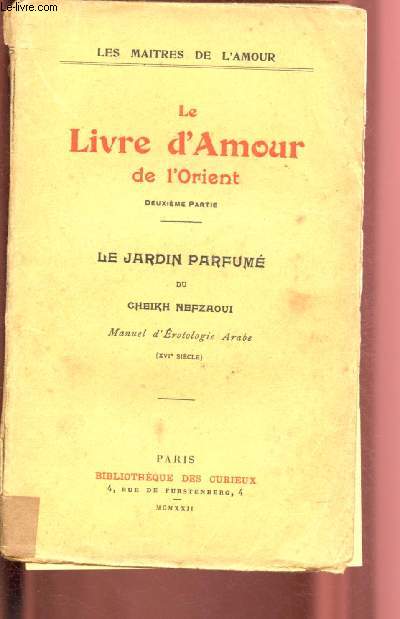 Le-livre.com
LES MAITRES DE L'AMOUR
Le
Livre d'Amour
de l'Orient
DEUXIÈME PARTIE
LE JARDIN PARFUMÉ
DU
CHEIKH NEFZAOUI
Manuel d'Érotologie Arabe
(XVIe SIÈCLE)
PARIS
BIBLIOTHÈQUE DES CURIEUX
4, RUE DE FURSTENBERG, 4
MCMXXII